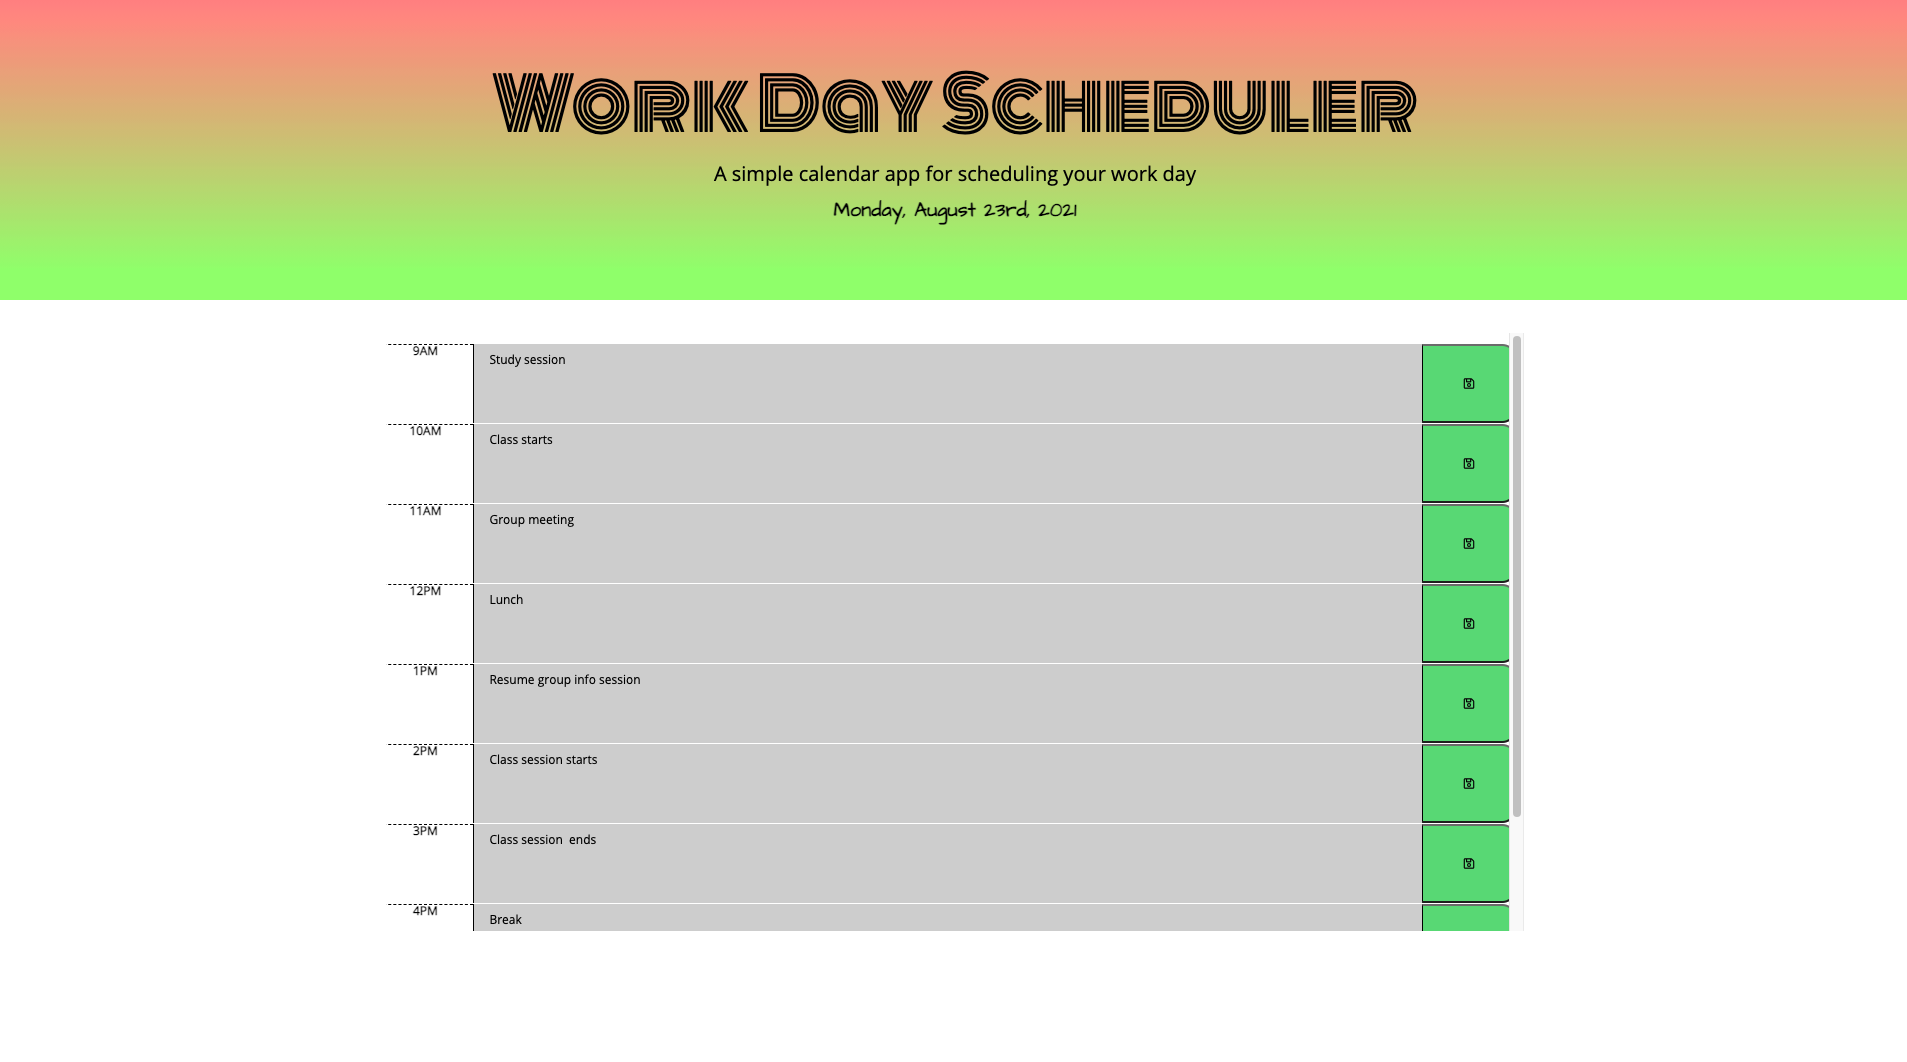 Work Day Scheduler
A simple calendar app for scheduling your work day
Monday, August 23rd, 2021
9AM Study session
10AM Class starts
11AM Group meeting
12PM Lunch
1PM Resume group info session
2PM Class session starts
3PM Class session  ends
4PM Break